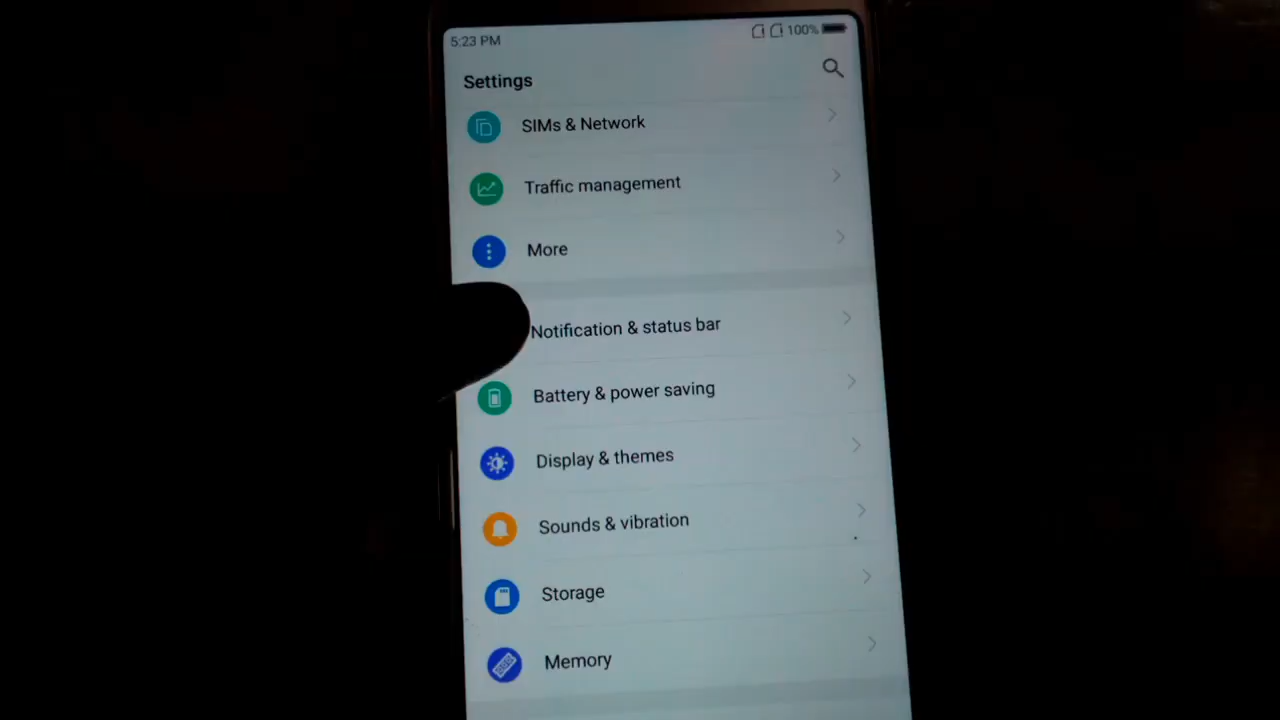 5:23 PM
100%
Settings
SIMs & Network
Traffic management
More
Notification & status bar
Battery & power saving
Display & themes
Sounds & vibration
Storage
Memory